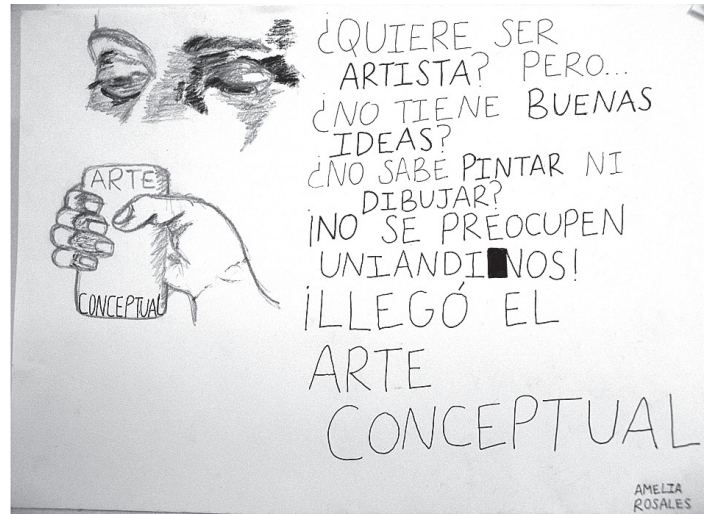 ¿QUIERE SER
ARTISTA? PERO...
¿NO TIENE BUENAS
IDEAS?
¿NO SABE PINTAR NI
DIBUJAR?
¡NO SE PREOCUPEN
UNIANDINOS!
¡LLEGÓ EL
ARTE
CONCEPTUAL
ARTE
CONCEPTUAL
AMELIA
ROSALES